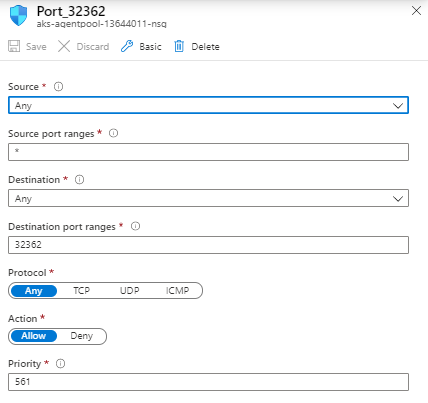 Port_32362
aks-agentpool-13644011-nsg
Save Discard Basic Delete
Source *
Any
Source port ranges *
*
Destination *
Any
Destination port ranges *
32362
Protocol *
Any TCP UDP ICMP
Action *
Allow Deny
Priority *
561